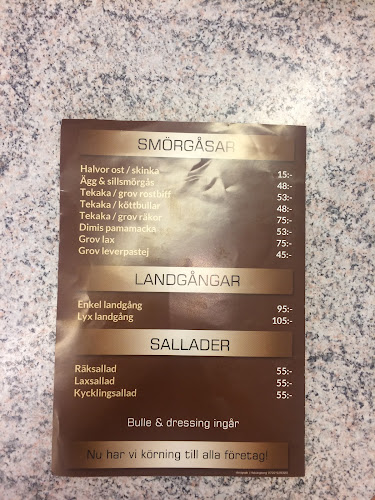 SMÖRGÅSAR
Halvor ost / skinka 15:-
Ägg & sillsmörgås 48:-
Tekaka / grov rostbiff 53:-
Tekaka / köttbullar 48:-
Tekaka / grov räkor 75:-
Dimis pamamacka 53:-
Grov lax 75:-
Grov leverpastej 45:-
LANDGÅNGAR
Enkel landgång 95:-
Lyx landgång 105:-
SALLADER
Räksallad 55:-
Laxsallad 55:-
Kycklingsallad 55:-
Bulle & dressing ingår
Nu har vi körning till alla företag!